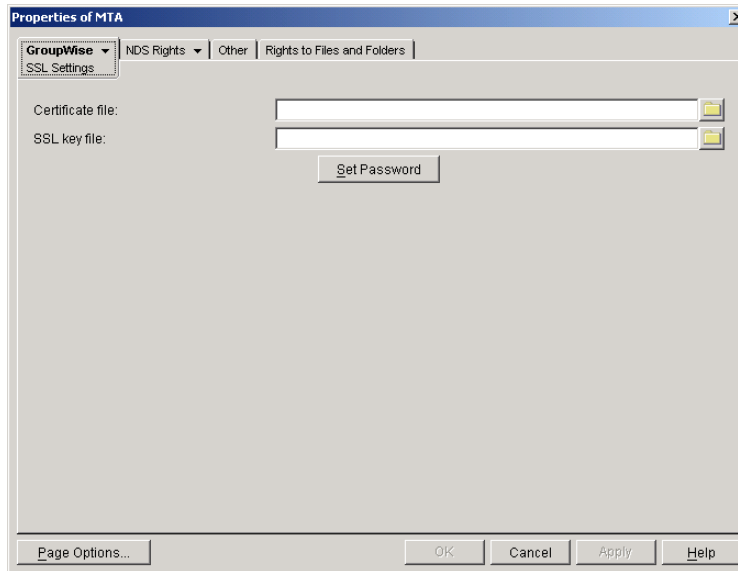 Properties of MTA
GroupWise NDS Rights Other Rights to Files and Folders
SSL Settings
Certificate file:
SSL key file:
Set Password
Page Options... OK Cancel Apply Help